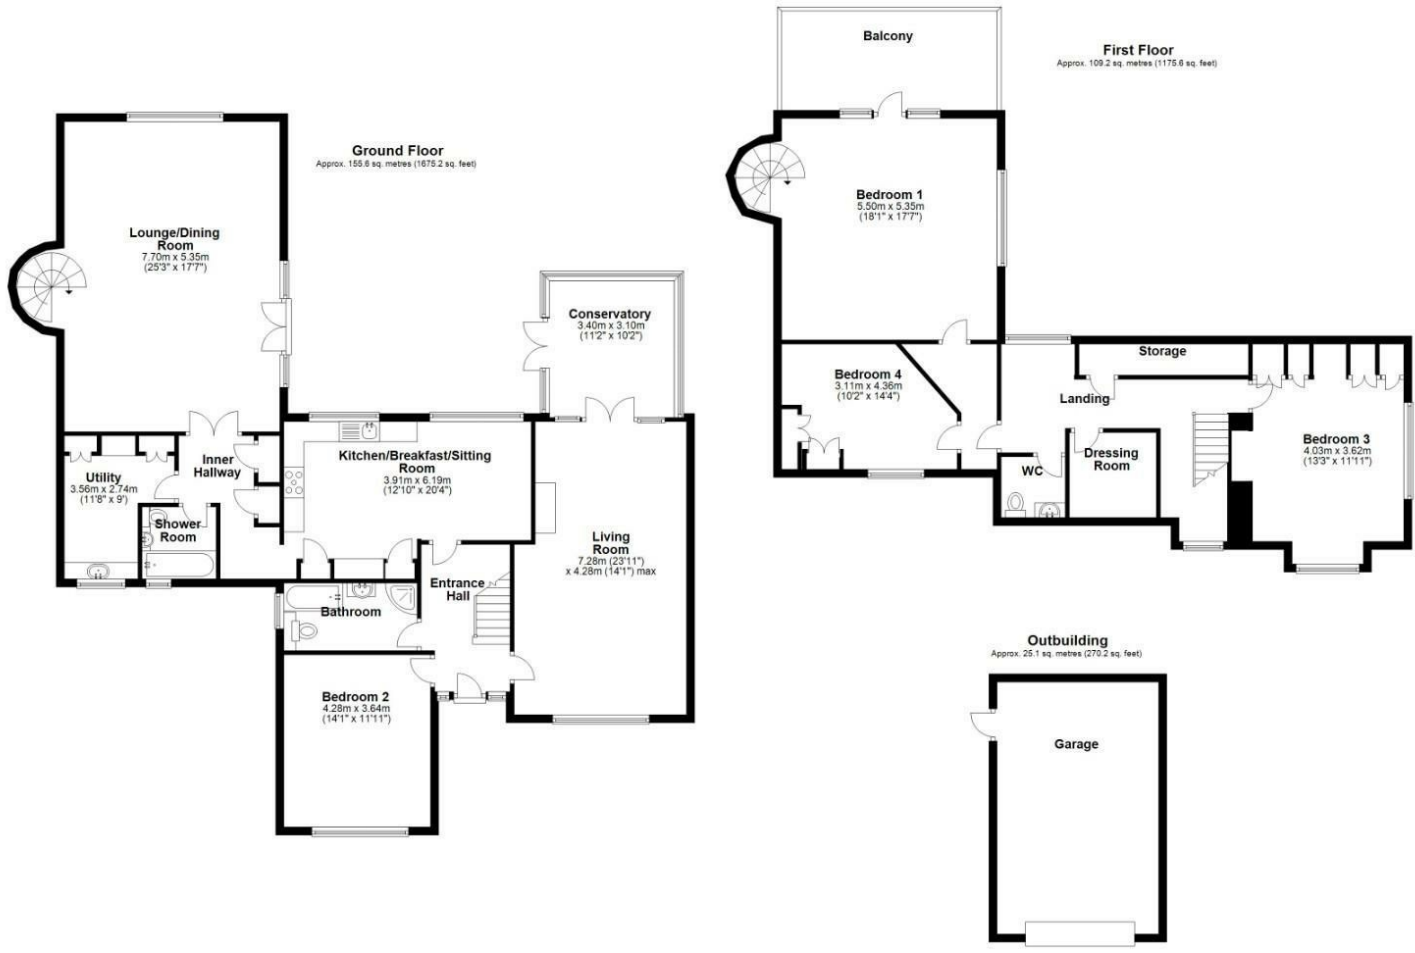 Ground Floor
Approx. 155.6 sq. metres (1675.2 sq. feet)
Lounge/Dining
Room
7.70m x 5.35m
(25'3" x 17'7")
Conservatory
3.40m x 3.10m
(11'2" x 10'2")
Utility
3.56m x 2.74m
(11'8" x 9')
Inner
Hallway
Shower
Room
Kitchen/Breakfast/Sitting
Room
3.91m x 6.19m
(12'10" x 20'4")
Living
Room
7.28m (23'11")
x 4.28m (14'1") max
Entrance
Hall
Bathroom
Bedroom 2
4.28m x 3.64m
(14'1" x 11'11")
First Floor
Approx. 109.2 sq. metres (1175.6 sq. feet)
Balcony
Bedroom 1
5.50m x 5.35m
(18'1" x 17'7")
Bedroom 4
3.11m x 4.36m
(10'2" x 14'4")
Storage
Landing
WC
Dressing
Room
Bedroom 3
4.03m x 3.62m
(13'3" x 11'11")
Outbuilding
Approx. 25.1 sq. metres (270.2 sq. feet)
Garage